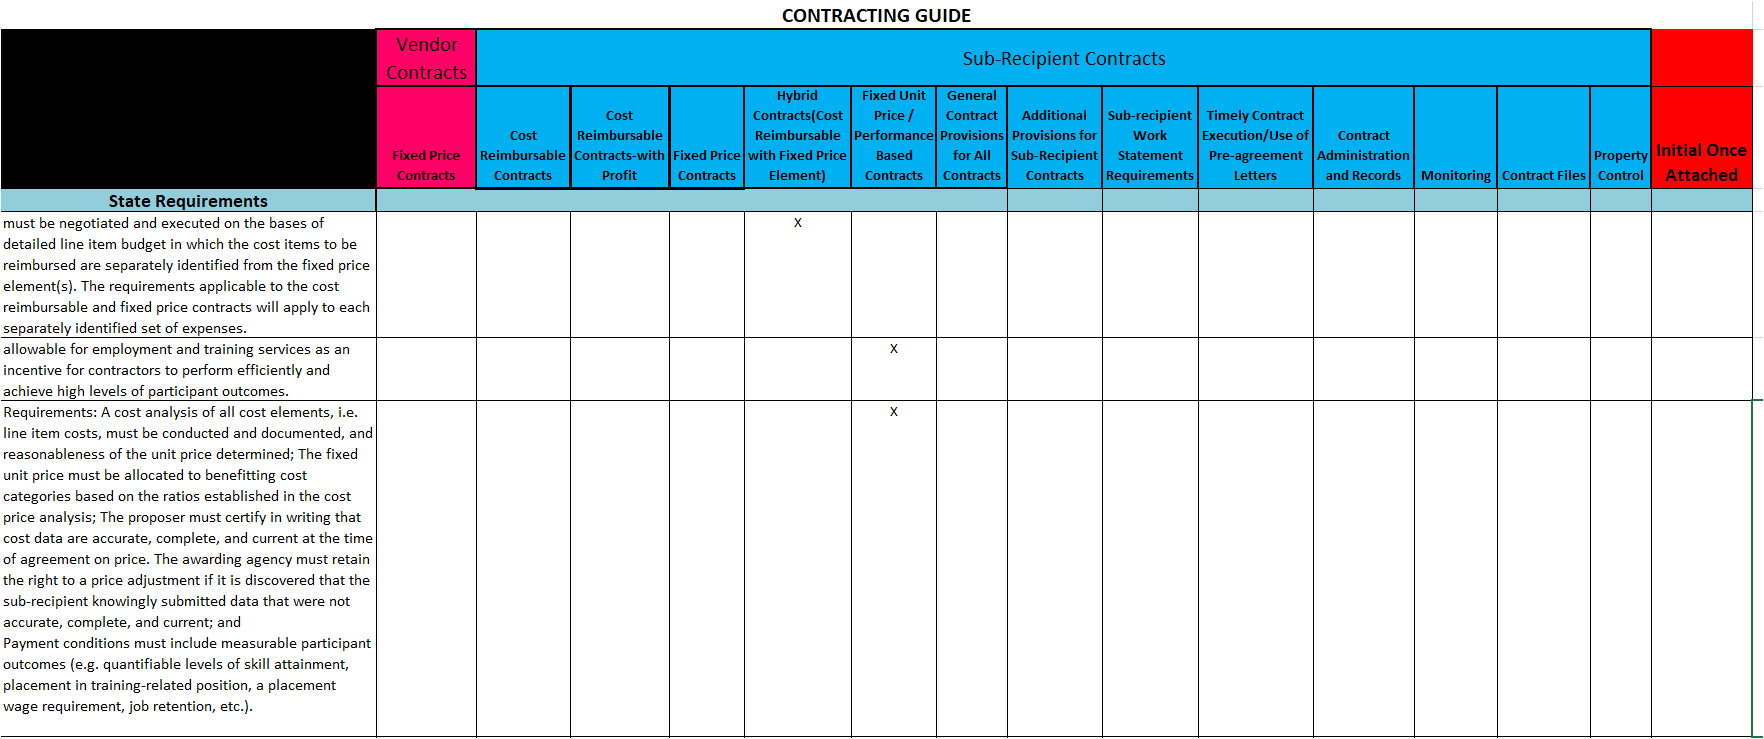 CONTRACTING GUIDE
Vendor
Contracts
Sub-Recipient Contracts
Fixed Price
Contracts
Cost
Reimbursable
Contracts
Cost
Reimbursable
Contracts-with
Profit
Fixed Price
Contracts
Hybrid
Contracts(Cost
Reimbursable
with Fixed Price
Element)
Fixed Unit
Price /
Performance
Based
Contracts
General
Contract
Provisions
for All
Contracts
Additional
Provisions for
Sub-Recipient
Contracts
Sub-recipient
Work
Statement
Requirements
Timely Contract
Execution/Use of
Pre-agreement
Letters
Contract
Administration
and Records
Monitoring
Contract Files
Property
Control
Initial Once
Attached
State Requirements
must be negotiated and executed on the bases of
detailed line item budget in which the cost items to be
reimbursed are separately identified from the fixed price
element(s). The requirements applicable to the cost
reimbursable and fixed price contracts will apply to each
separately identified set of expenses.
X
allowable for employment and training services as an
incentive for contractors to perform efficiently and
achieve high levels of participant outcomes.
X
Requirements: A cost analysis of all cost elements, i.e.
line item costs, must be conducted and documented, and
reasonableness of the unit price determined; The fixed
unit price must be allocated to benefitting cost
categories based on the ratios established in the cost
price analysis; The proposer must certify in writing that
cost data are accurate, complete, and current at the time
of agreement on price. The awarding agency must retain
the right to a price adjustment if it is discovered that the
sub-recipient knowingly submitted data that were not
accurate, complete, and current; and
Payment conditions must include measurable participant
outcomes (e.g. quantifiable levels of skill attainment,
placement in training-related position, a placement
wage requirement, job retention, etc.).
X